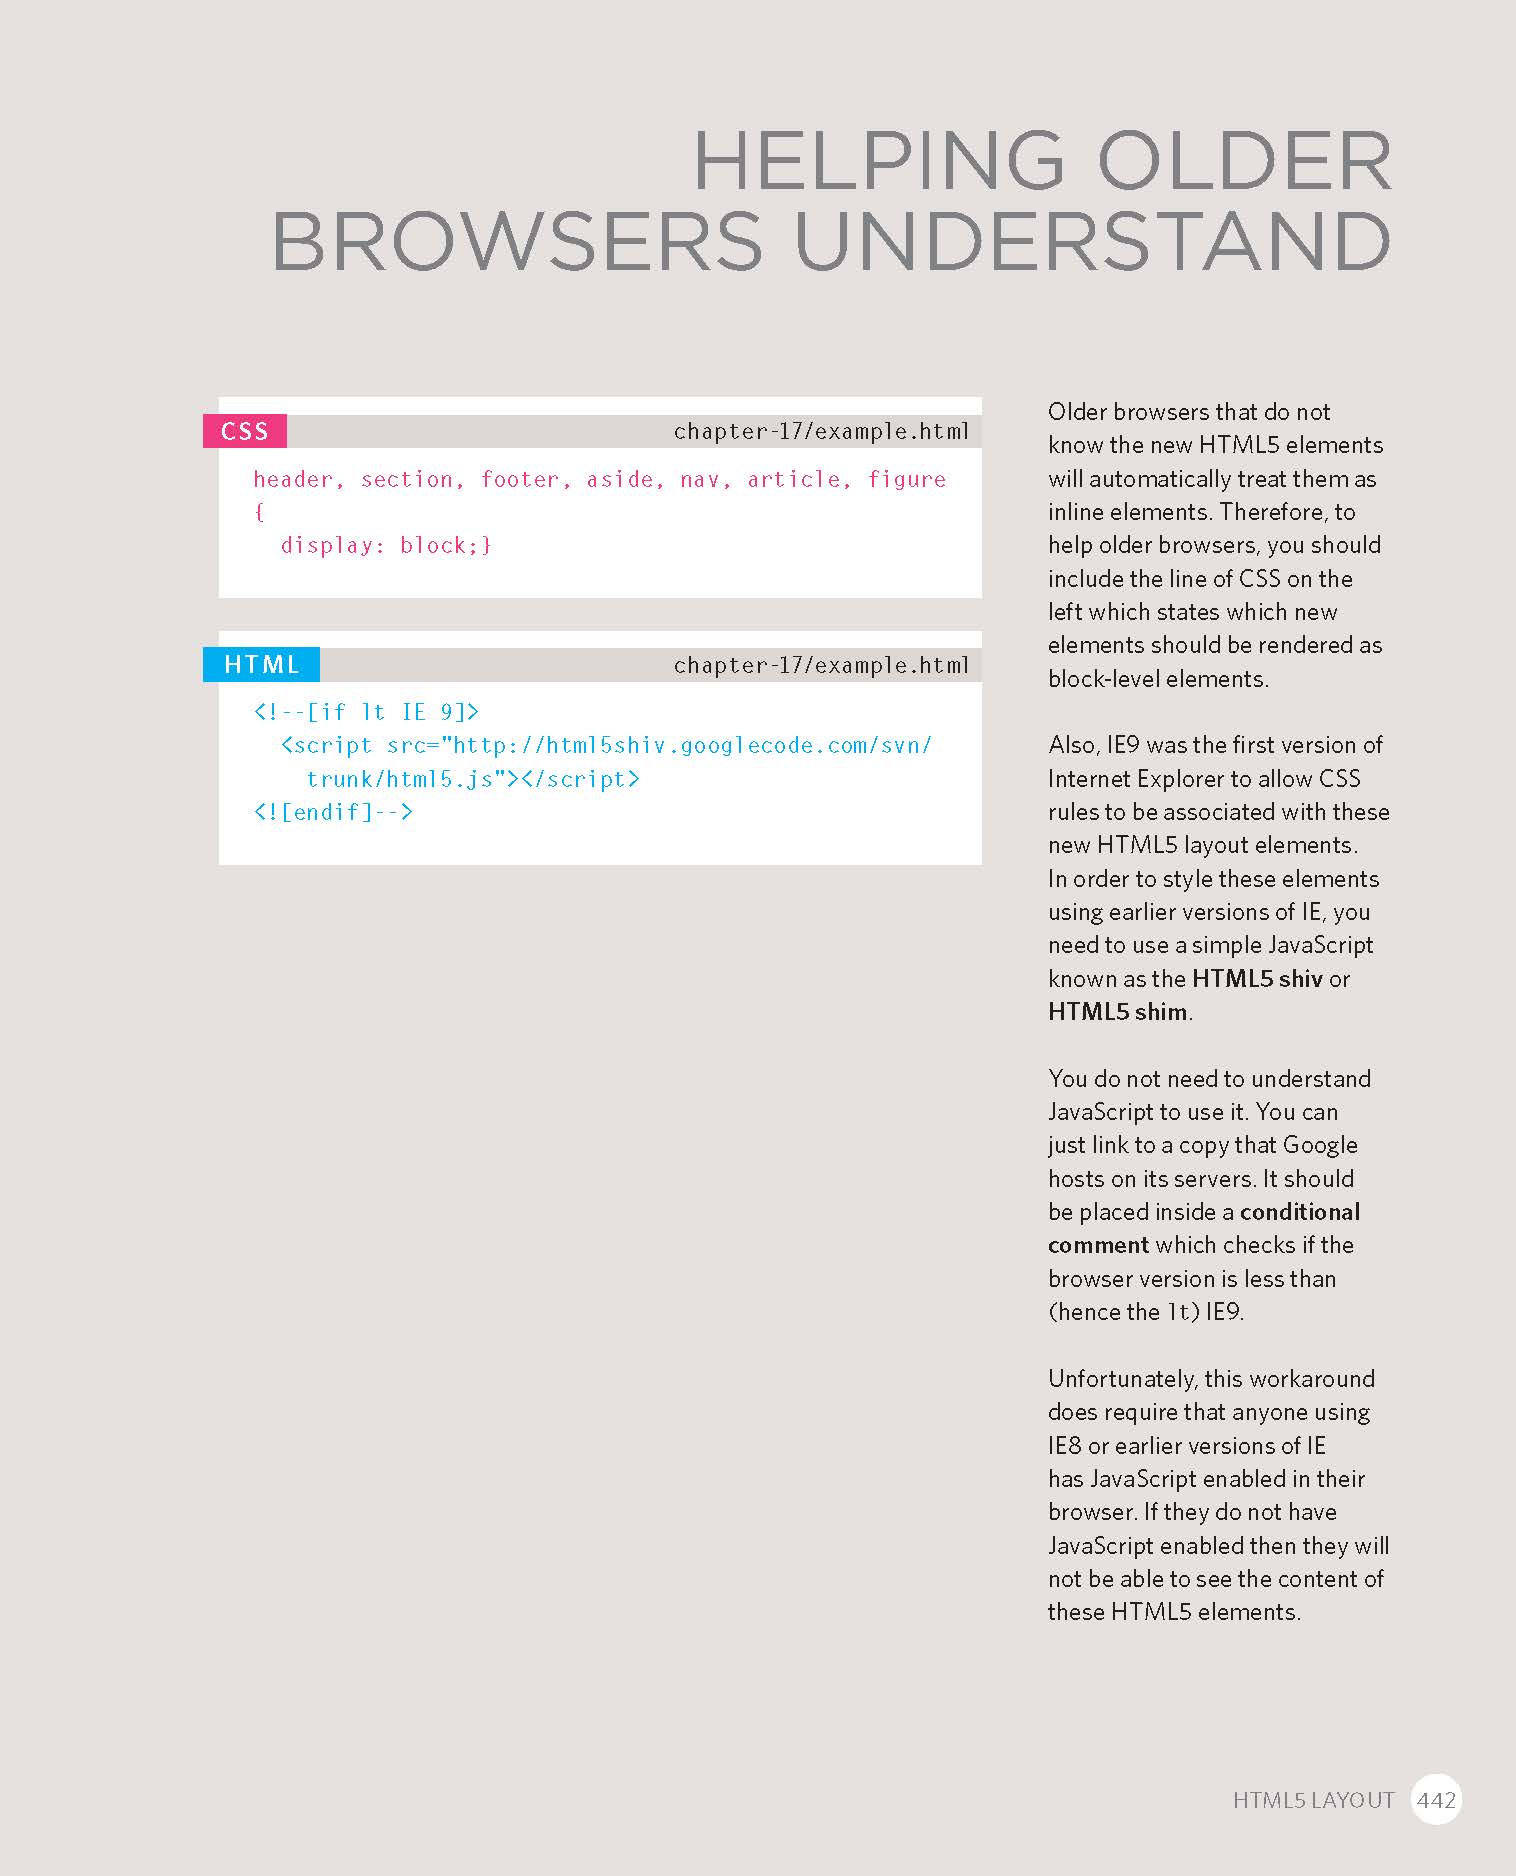 HELPING OLDER
BROWSERS UNDERSTAND
CSS
chapter-17/example.html
header, section, footer, aside, nav, article, figure
{
display: block;}
HTML
chapter-17/example.html
<!--[if lt IE 9]>
<script src="http://html5shiv.googlecode.com/svn/
trunk/html5.js"></script>
<![endif]-->
Older browsers that do not
know the new HTML5 elements
will automatically treat them as
inline elements. Therefore, to
help older browsers, you should
include the line of CSS on the
left which states which new
elements should be rendered as
block-level elements.
Also, IE9 was the first version of
Internet Explorer to allow CSS
rules to be associated with these
new HTML5 layout elements.
In order to style these elements
using earlier versions of IE, you
need to use a simple JavaScript
known as the HTML5 shiv or
HTML5 shim.
You do not need to understand
JavaScript to use it. You can
just link to a copy that Google
hosts on its servers. It should
be placed inside a conditional
comment which checks if the
browser version is less than
(hence the lt) IE9.
Unfortunately, this workaround
does require that anyone using
IE8 or earlier versions of IE
has JavaScript enabled in their
browser. If they do not have
JavaScript enabled then they will
not be able to see the content of
these HTML5 elements.
HTML5 LAYOUT 442